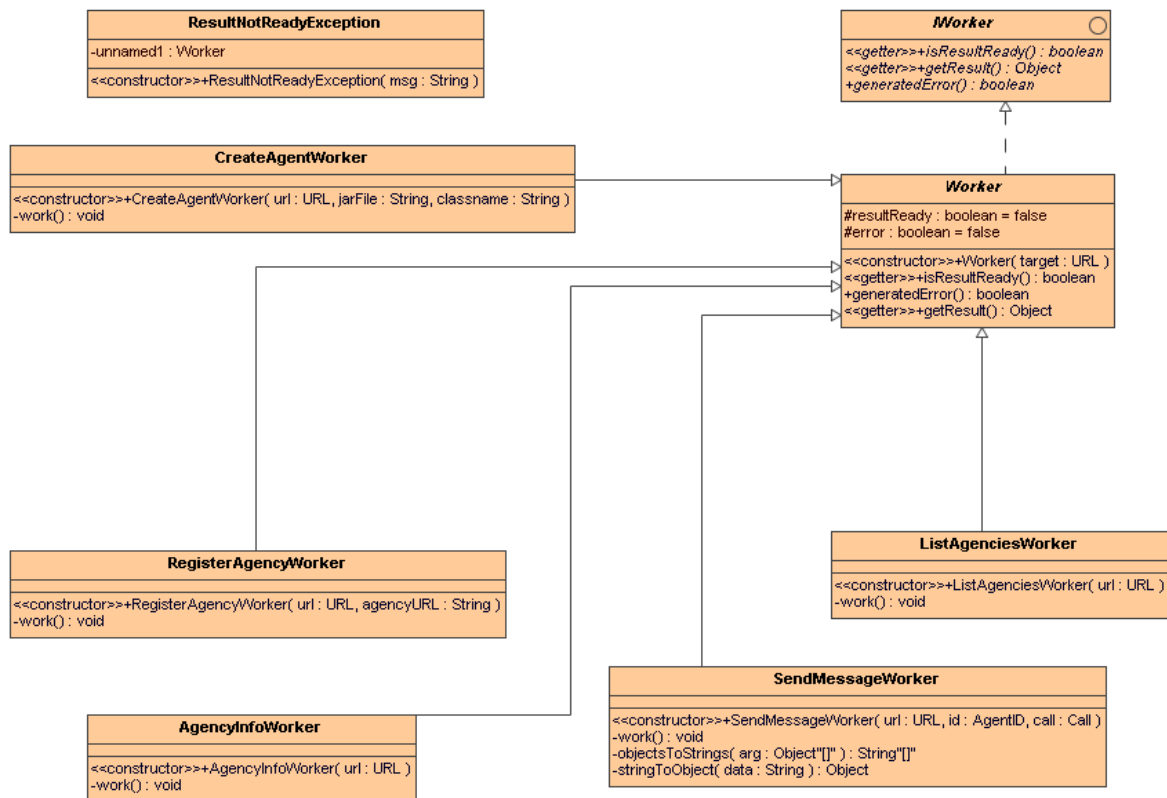 ResultNotReadyException
-unnamed1 : Worker
<<constructor>>+ResultNotReadyException( msg : String )
IWorker
<<getter>>+isResultReady() : boolean
<<getter>>+getResult() : Object
+generatedError() : boolean
CreateAgentWorker
<<constructor>>+CreateAgentWorker( url : URL, jarFile : String, classname : String )
-work() : void
Worker
#resultReady : boolean = false
#error : boolean = false
<<constructor>>+Worker( target : URL )
<<getter>>+isResultReady() : boolean
+generatedError() : boolean
<<getter>>+getResult() : Object
RegisterAgencyWorker
<<constructor>>+RegisterAgencyWorker( url : URL, agencyURL : String )
-work() : void
ListAgenciesWorker
<<constructor>>+ListAgenciesWorker( url : URL )
-work() : void
AgencyInfoWorker
<<constructor>>+AgencyInfoWorker( url : URL )
-work() : void
SendMessageWorker
<<constructor>>+SendMessageWorker( url : URL, id : AgentID, call : Call )
-work() : void
-objectsToStrings( arg : Object"[]" ) : String"[]"
-stringToObject( data : String ) : Object